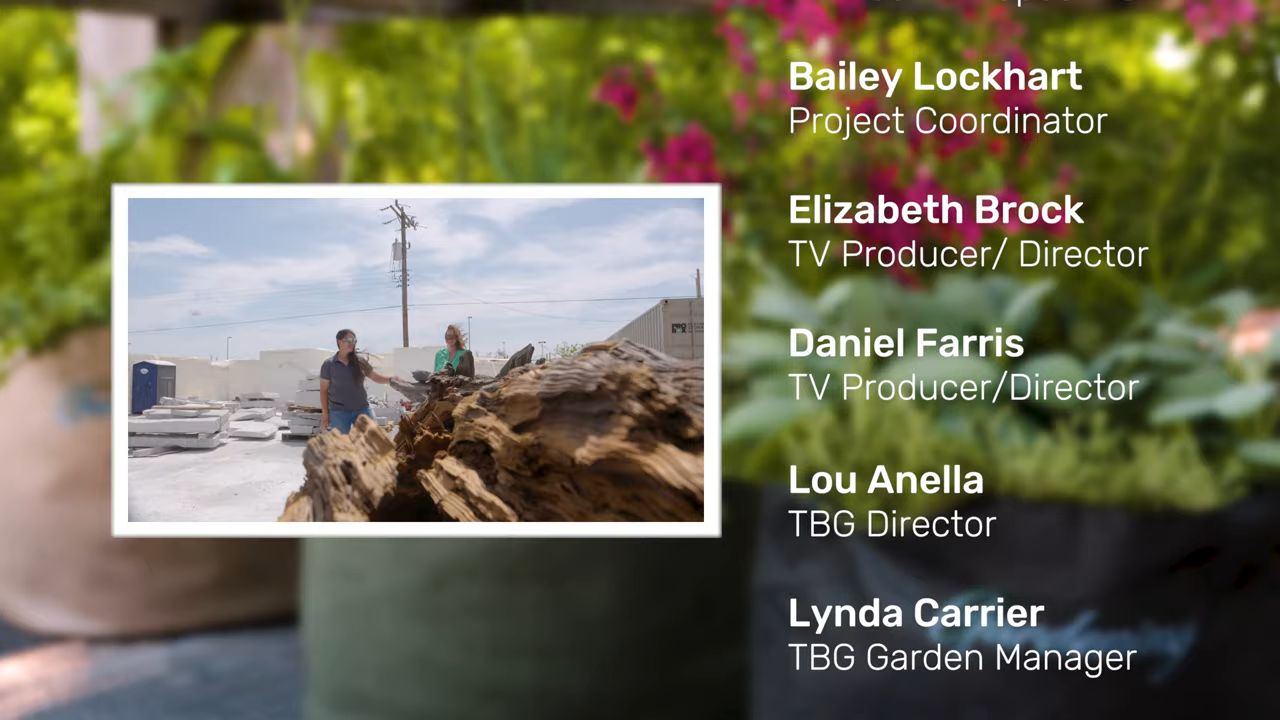 Bailey Lockhart
Project Coordinator
Elizabeth Brock
TV Producer/ Director
Daniel Farris
TV Producer/Director
Lou Anella
TBG Director
Lynda Carrier
TBG Garden Manager